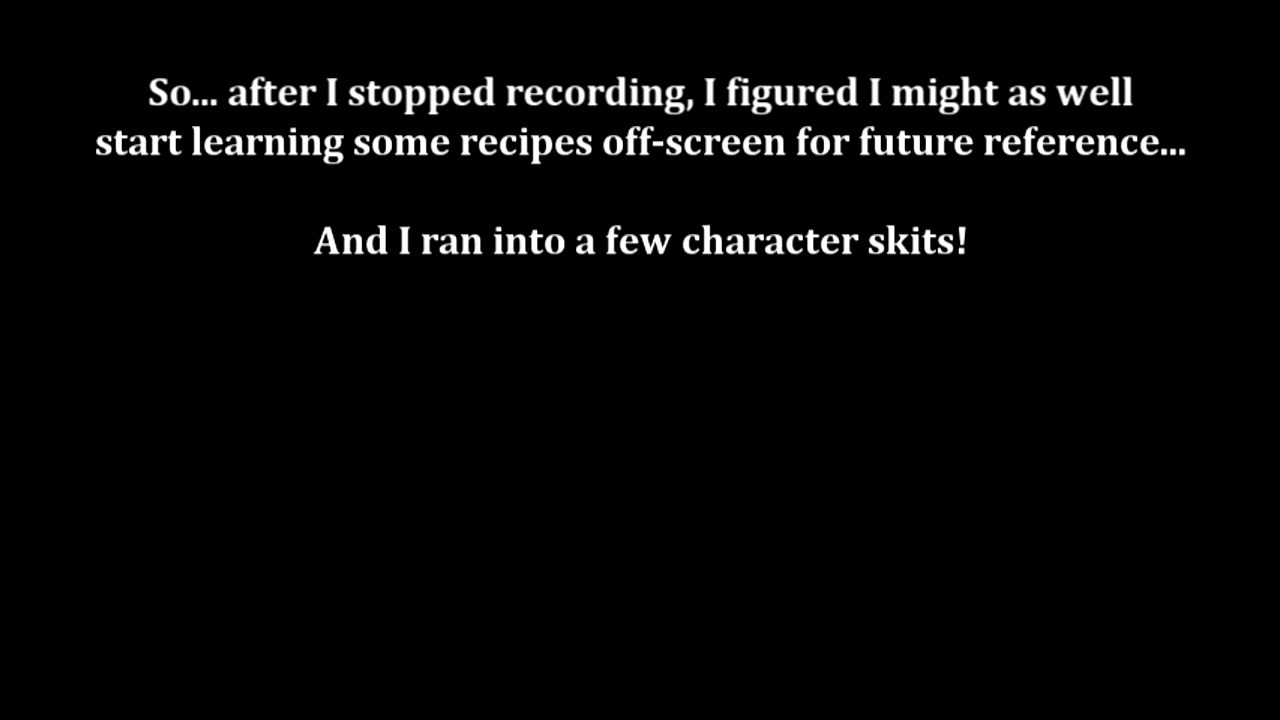 So... after I stopped recording, I figured I might as well
start learning some recipes off-screen for future reference...
And I ran into a few character skits!